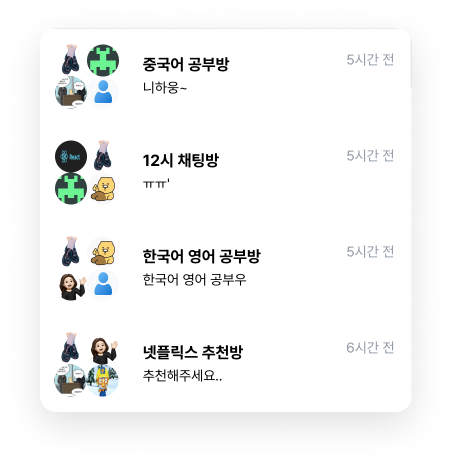 중국어 공부방
5시간 전
니하웅~
12시 채팅방
5시간 전
ㅠㅠ'
React
한국어 영어 공부방
5시간 전
한국어 영어 공부우
넷플릭스 추천방
6시간 전
추천해주세요..